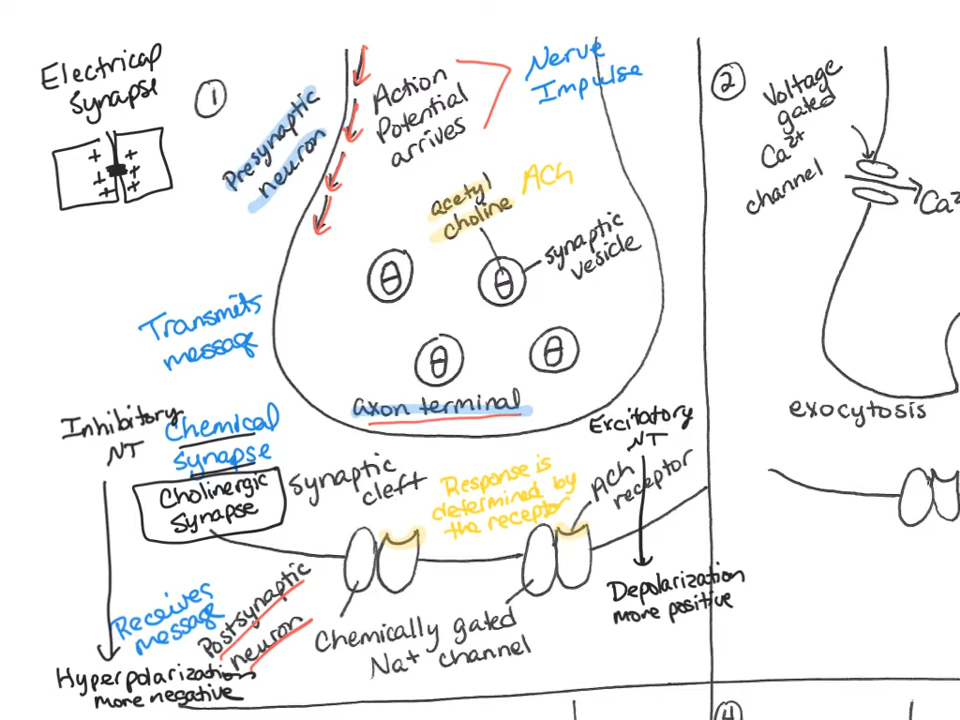 Electrical
Synapse
+ +
+ +
+ +
1
Presynaptic
neuron
Action
Potential
arrives
Nerve
Impulse
acetyl
choline
ACh
synaptic
vesicle
Transmits
message
axon terminal
Inhibitory
NT
Chemical
synapse
Cholinergic
Synapse
Synaptic
cleft
Response is
determined by
the receptor
Excitatory
NT
ACh
receptor
Receives
message
Postsynaptic
neuron
Chemically gated
Na+ channel
Depolarization
more positive
Hyperpolarization
more negative
2
Voltage
gated
Ca2+
channel
Ca2
exocytosis
4